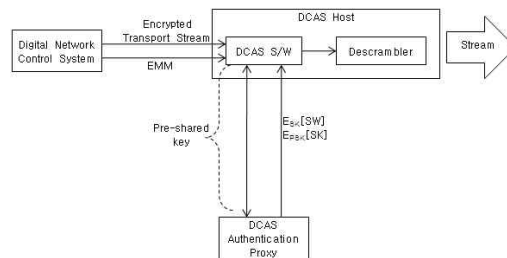 DCAS Host
Encrypted
Transport Stream
Digital Network
Control System
DCAS S/W
Descrambler
Stream
EMM
Pre-shared
key
E_SK[SW]
E_PBK[SK]
DCAS
Authentication
Proxy